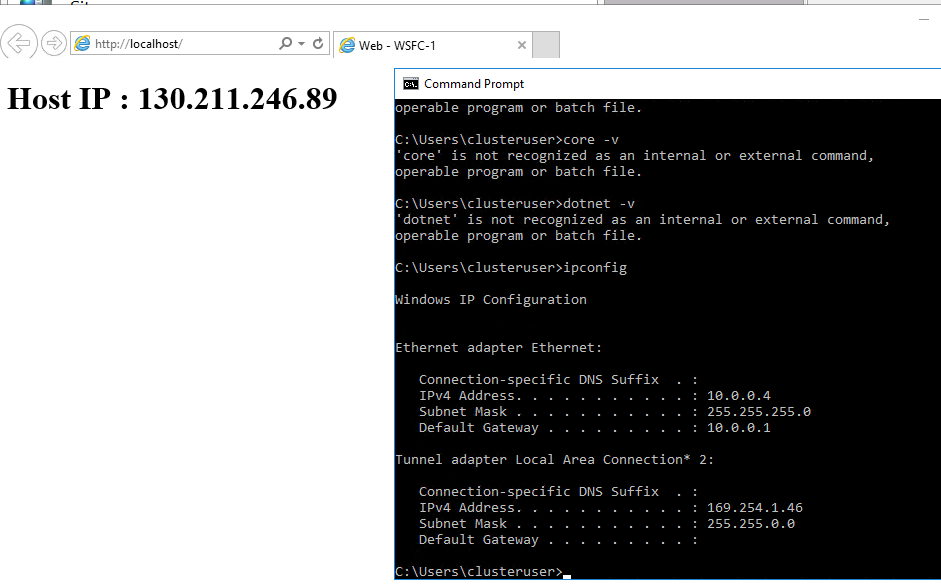 http://localhost/
Web - WSFC-1
Host IP : 130.211.246.89
Command Prompt
operable program or batch file.
C:\Users\clusteruser>core -v
'core' is not recognized as an internal or external command,
operable program or batch file.
C:\Users\clusteruser>dotnet -v
'dotnet' is not recognized as an internal or external command,
operable program or batch file.
C:\Users\clusteruser>ipconfig
Windows IP Configuration
Ethernet adapter Ethernet:
Connection-specific DNS Suffix  . :
IPv4 Address. . . . . . . . . . . : 10.0.0.4
Subnet Mask . . . . . . . . . . . : 255.255.255.0
Default Gateway . . . . . . . . . : 10.0.0.1
Tunnel adapter Local Area Connection* 2:
Connection-specific DNS Suffix  . :
IPv4 Address. . . . . . . . . . . : 169.254.1.46
Subnet Mask . . . . . . . . . . . : 255.255.0.0
Default Gateway . . . . . . . . . :
C:\Users\clusteruser>